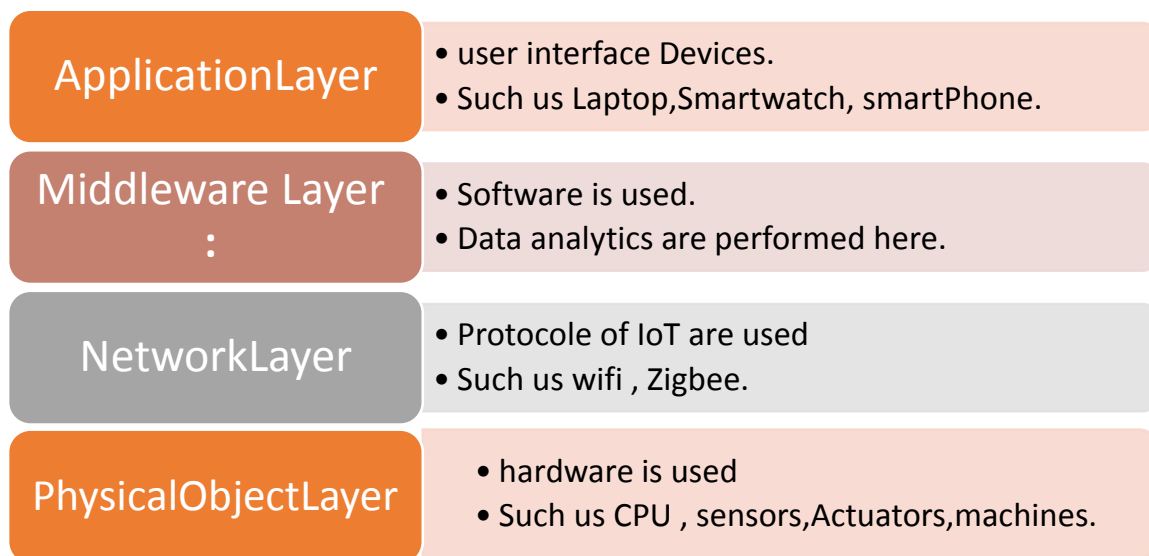 ApplicationLayer
• user interface Devices.
• Such us Laptop,Smartwatch, smartPhone.
Middleware Layer
:
• Software is used.
• Data analytics are performed here.
NetworkLayer
• Protocole of IoT are used
• Such us wifi , Zigbee.
PhysicalObjectLayer
• hardware is used
• Such us CPU , sensors,Actuators,machines.